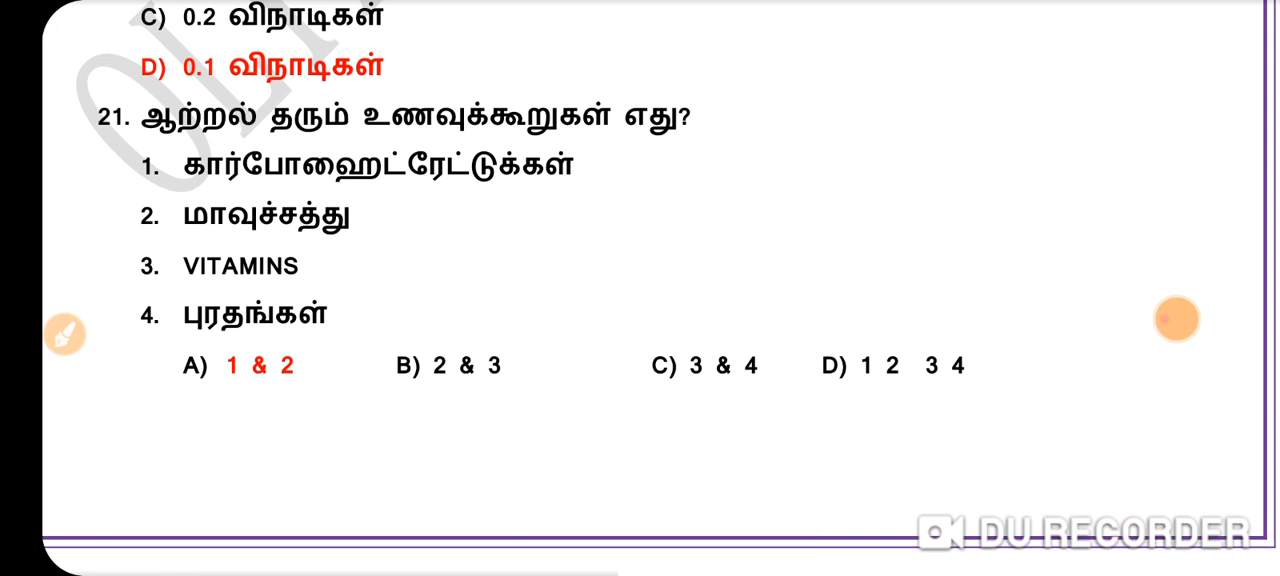 C) 0.2 விநாடிகள்
D) 0.1 விநாடிகள்
21. ஆற்றல் தரும் உணவுக்கூறுகள் எது?
1. கார்போஹைட்ரேட்டுக்கள்
2. மாவுச்சத்து
3. VITAMINS
4. புரதங்கள்
A) 1 & 2 B) 2 & 3 C) 3 & 4 D) 1 2 3 4
DU RECORDER